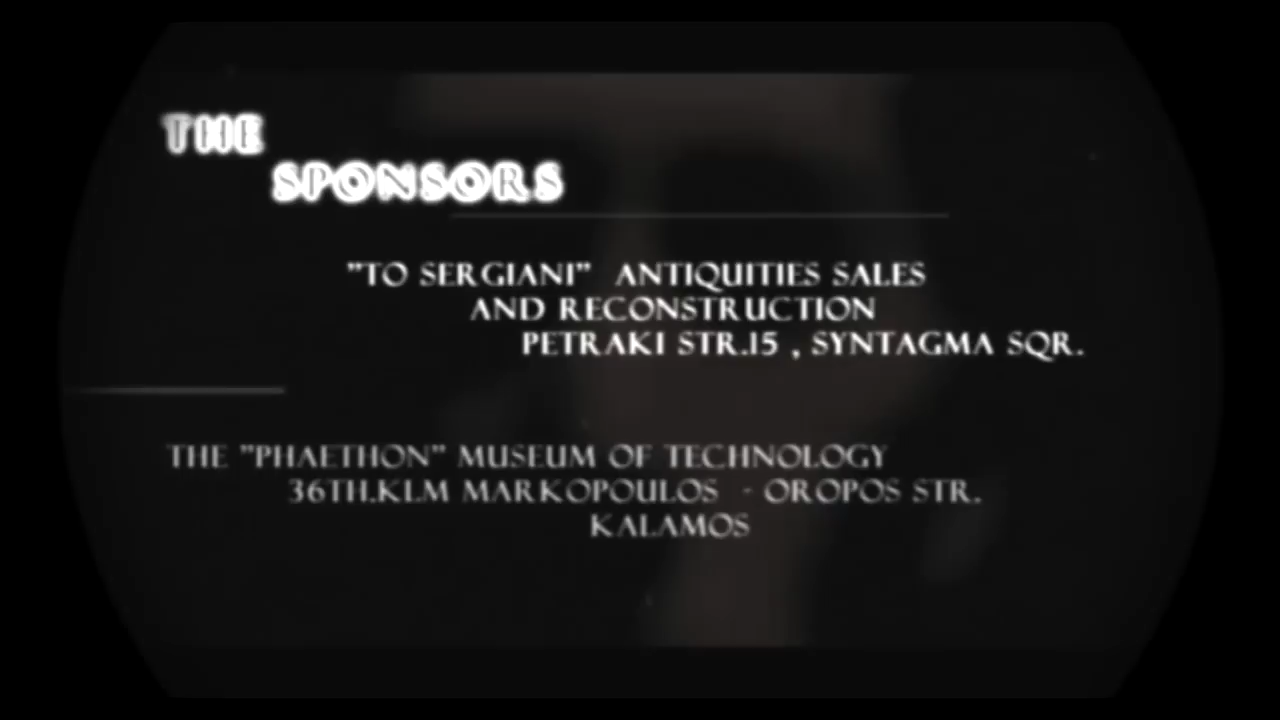 THE
SPONSORS
"TO SERGIANI" ANTIQUITIES SALES
AND RECONSTRUCTION
PETRAKI STR.15 , SYNTAGMA SQR.
THE "PHAETHON" MUSEUM OF TECHNOLOGY
36TH.KLM MARKOPOULOS - OROPOS STR.
KALAMOS